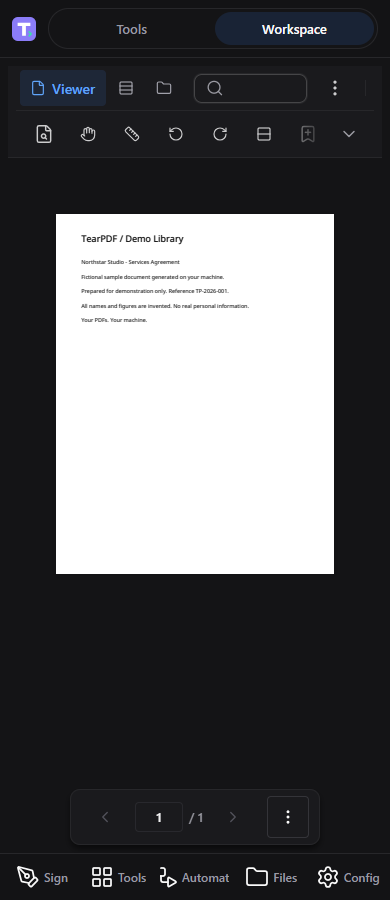 T
Tools
Workspace
Viewer
TearPDF / Demo Library
Northstar Studio - Services Agreement
Fictional sample document generated on your machine.
Prepared for demonstration only. Reference TP-2026-001.
All names and figures are invented. No real personal information.
Your PDFs. Your machine.
1 / 1
Sign
Tools
Automat
Files
Config